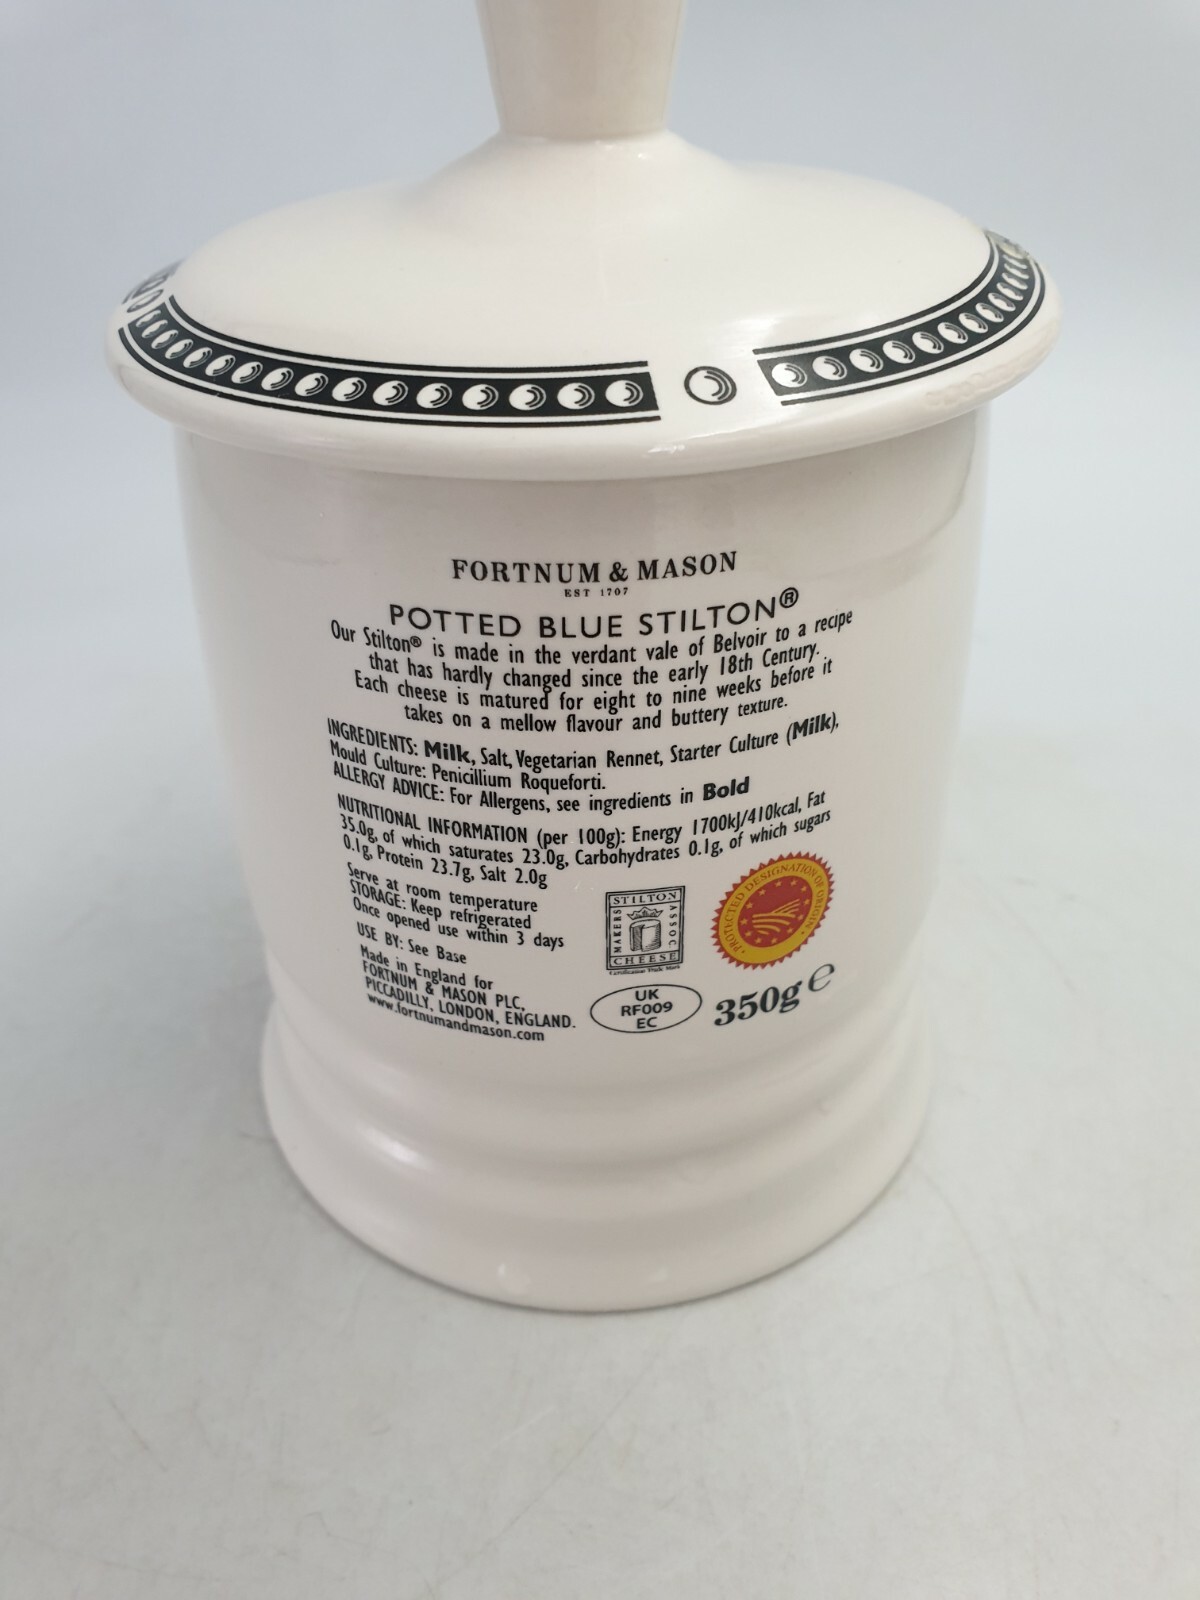 FORTNUM & MASON
EST 1707
POTTED BLUE STILTON®
Our Stilton® is made in the verdant vale of Belvoir to a recipe
that has hardly changed since the early 18th Century.
Each cheese is matured for eight to nine weeks before it
takes on a mellow flavour and buttery texture.
INGREDIENTS: Milk, Salt, Vegetarian Rennet, Starter Culture (Milk),
Mould Culture: Penicillium Roqueforti.
ALLERGY ADVICE: For Allergens, see ingredients in Bold
NUTRITIONAL INFORMATION (per 100g): Energy 1700kJ/410kcal, Fat
35.0g, of which saturates 23.0g, Carbohydrates 0.1g, of which sugars
0.1g, Protein 23.7g, Salt 2.0g
Serve at room temperature
STORAGE: Keep refrigerated
Once opened use within 3 days
USE BY: See Base
Made in England for
FORTNUM & MASON PLC,
PICCADILLY, LONDON, ENGLAND.
www.fortnumandmason.com
STILTON
MAKERS
ASSOC
CHEESE
Certification Trade Mark
PROTECTED DESIGNATION OF ORIGIN
UK
RF009
EC
350g ℮